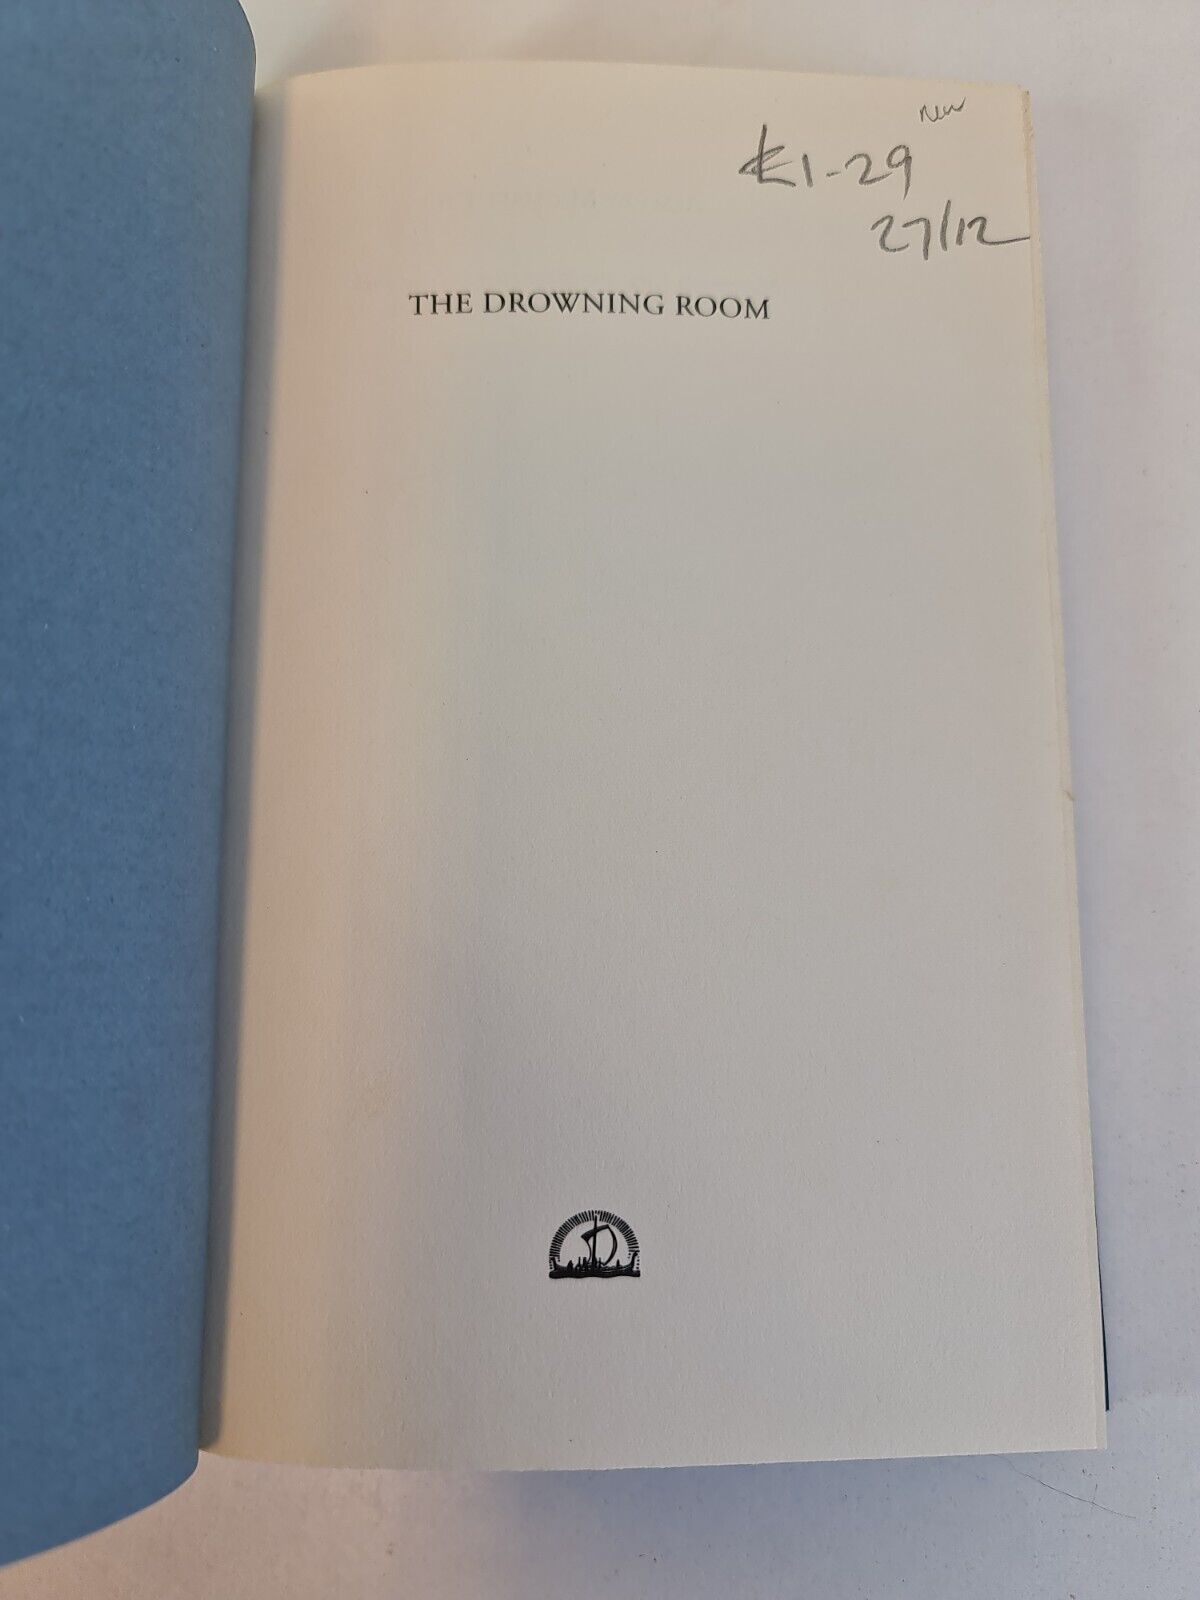 New
£1-29
27/12
THE DROWNING ROOM